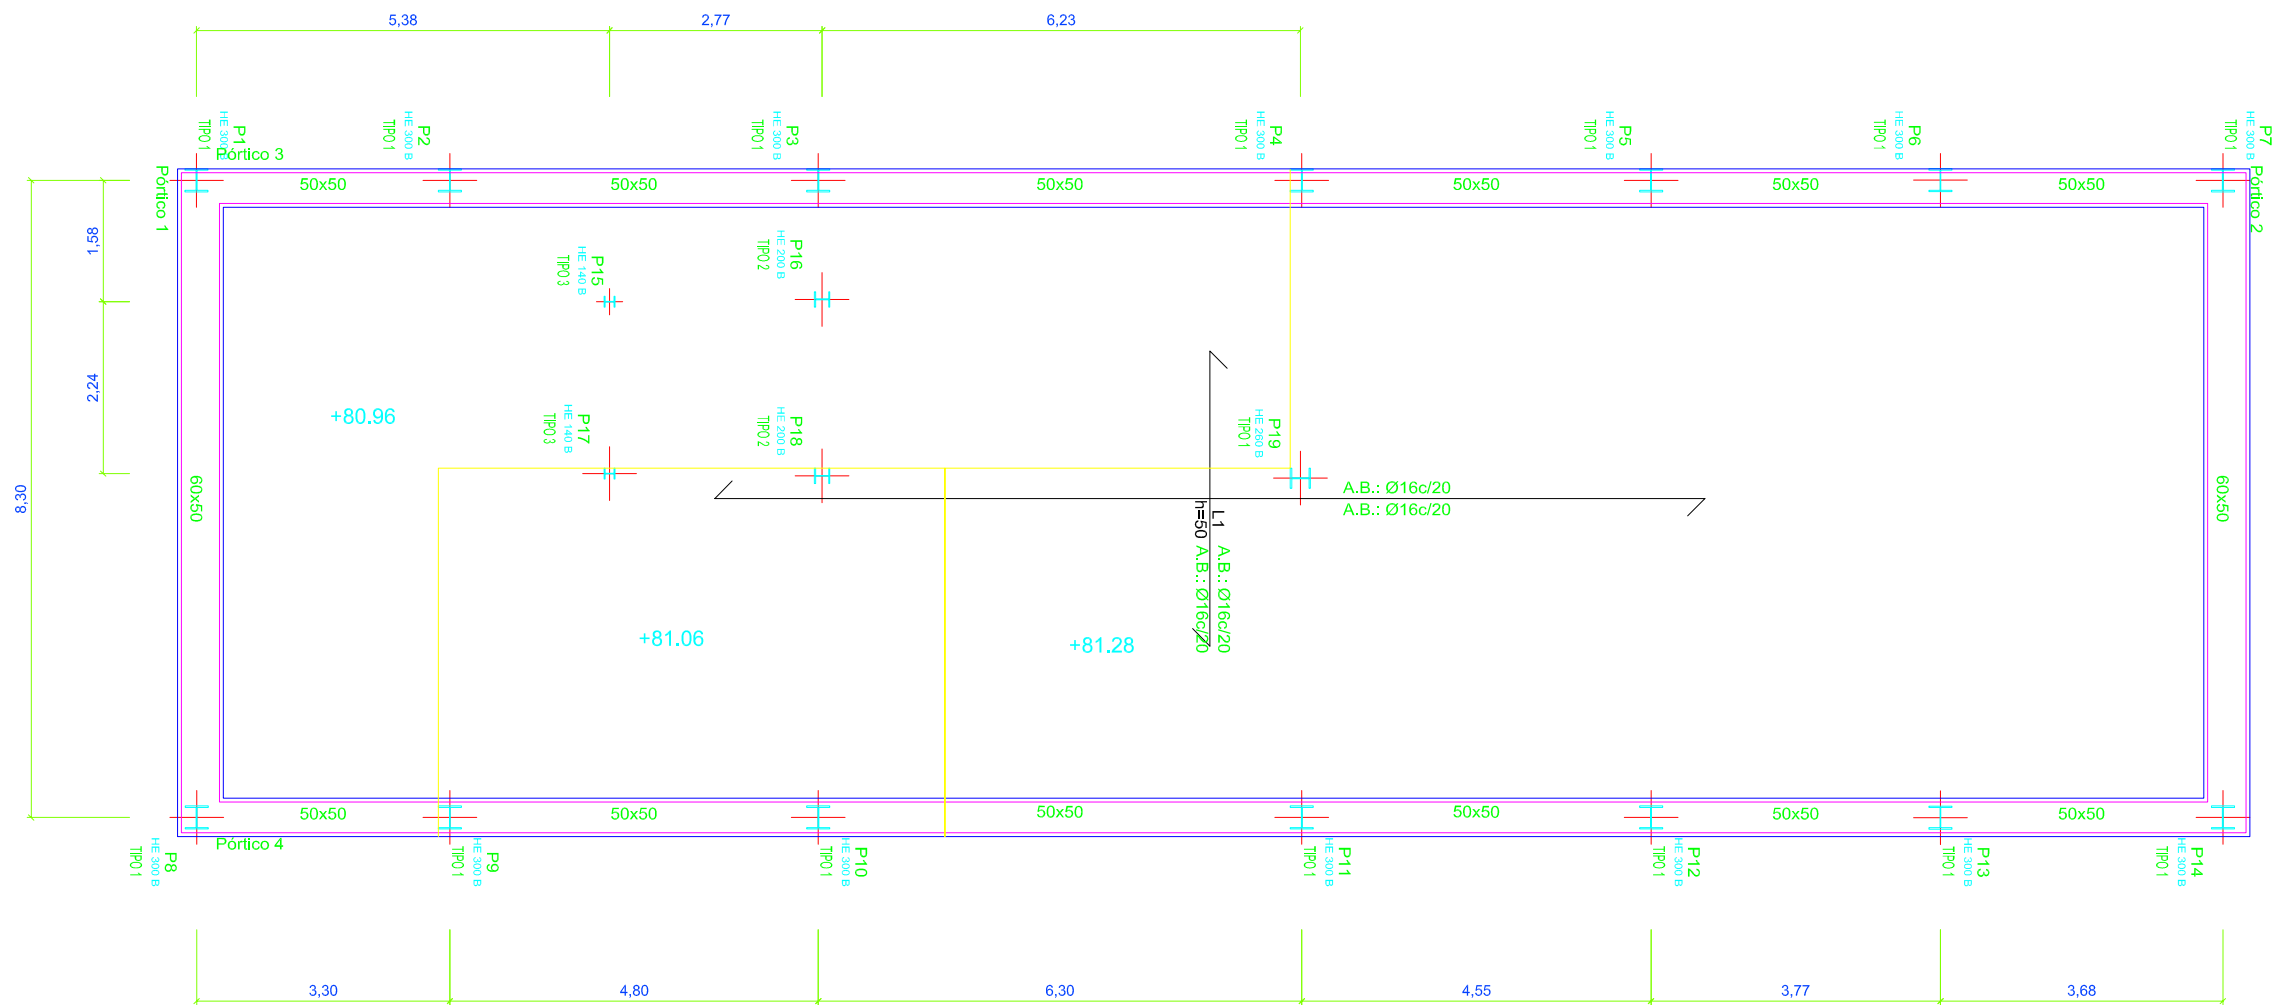 5,38
2,77
6,23
P1
HE 300 B
TIPO 1
P2
HE 300 B
TIPO 1
P3
HE 300 B
TIPO 1
P4
HE 300 B
TIPO 1
P5
HE 300 B
TIPO 1
P6
HE 300 B
TIPO 1
P7
HE 300 B
TIPO 1
Pórtico 3
Pórtico 1
Pórtico 2
50x50
50x50
50x50
50x50
50x50
50x50
1,58
2,24
8,30
P15
HE 140 B
TIPO 3
P16
HE 200 B
TIPO 2
P17
HE 140 B
TIPO 3
P18
HE 200 B
TIPO 2
P19
HE 260 B
TIPO 1
+80.96
60x50
60x50
A.B.: Ø16c/20
A.B.: Ø16c/20
L1
h=50
A.B.: Ø16c/20
A.B.: Ø16c/20
+81.06
+81.28
50x50
50x50
50x50
50x50
50x50
50x50
Pórtico 4
P8
HE 300 B
TIPO 1
P9
HE 300 B
TIPO 1
P10
HE 300 B
TIPO 1
P11
HE 300 B
TIPO 1
P12
HE 300 B
TIPO 1
P13
HE 300 B
TIPO 1
P14
HE 300 B
TIPO 1
3,30
4,80
6,30
4,55
3,77
3,68